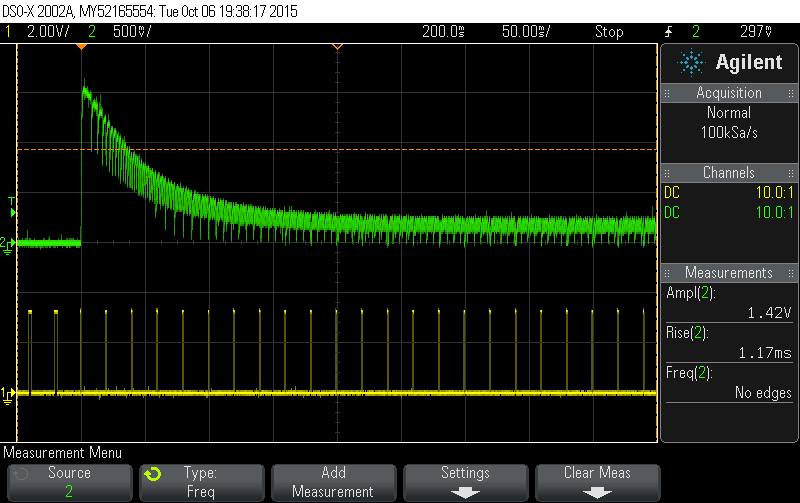 DSO-X 2002A, MY52165554: Tue Oct 06 19:38:17 2015
1 2.00V/ 2 500mV/ 200.0ms 50.00ms/ Stop 2 297mV
Agilent
Acquisition
Normal
100kSa/s
Channels
DC 10.0:1
DC 10.0:1
Measurements
Ampl(2):
1.42V
Rise(2):
1.17ms
Freq(2):
No edges
T
2
1
Measurement Menu
Source
2
Type:
Freq
Add
Measurement
Settings
Clear Meas